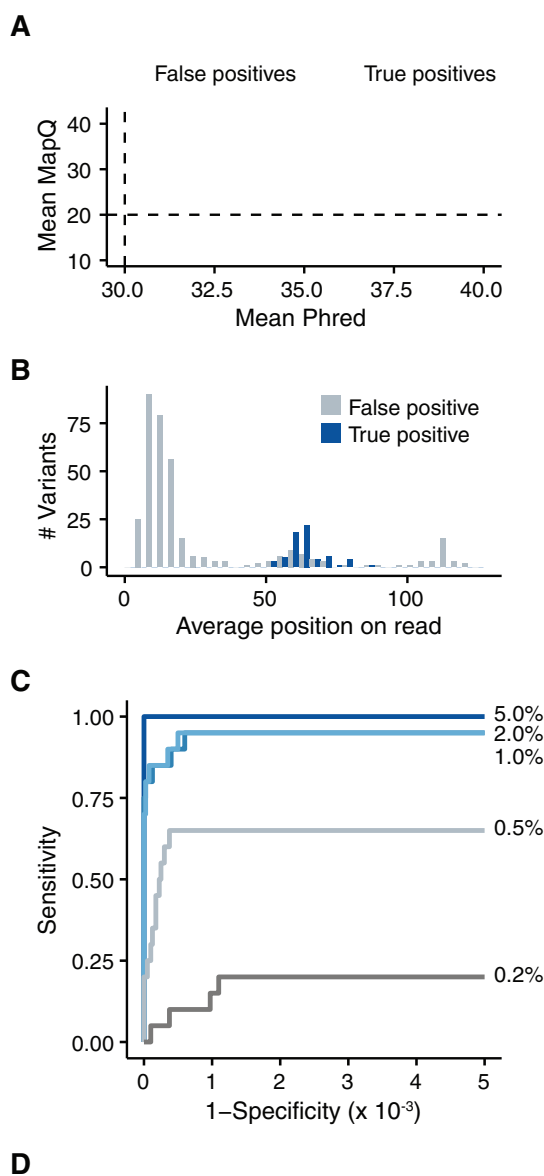 A
False positives True positives
Mean MapQ
40
30
20
10
30.0 32.5 35.0 37.5 40.0
Mean Phred
B
# Variants
75
50
25
0
False positive
True positive
0 50 100
Average position on read
C
Sensitivity
1.00
0.75
0.50
0.25
0.00
5.0%
2.0%
1.0%
0.5%
0.2%
0 1 2 3 4 5
1−Specificity (x 10⁻³)
D